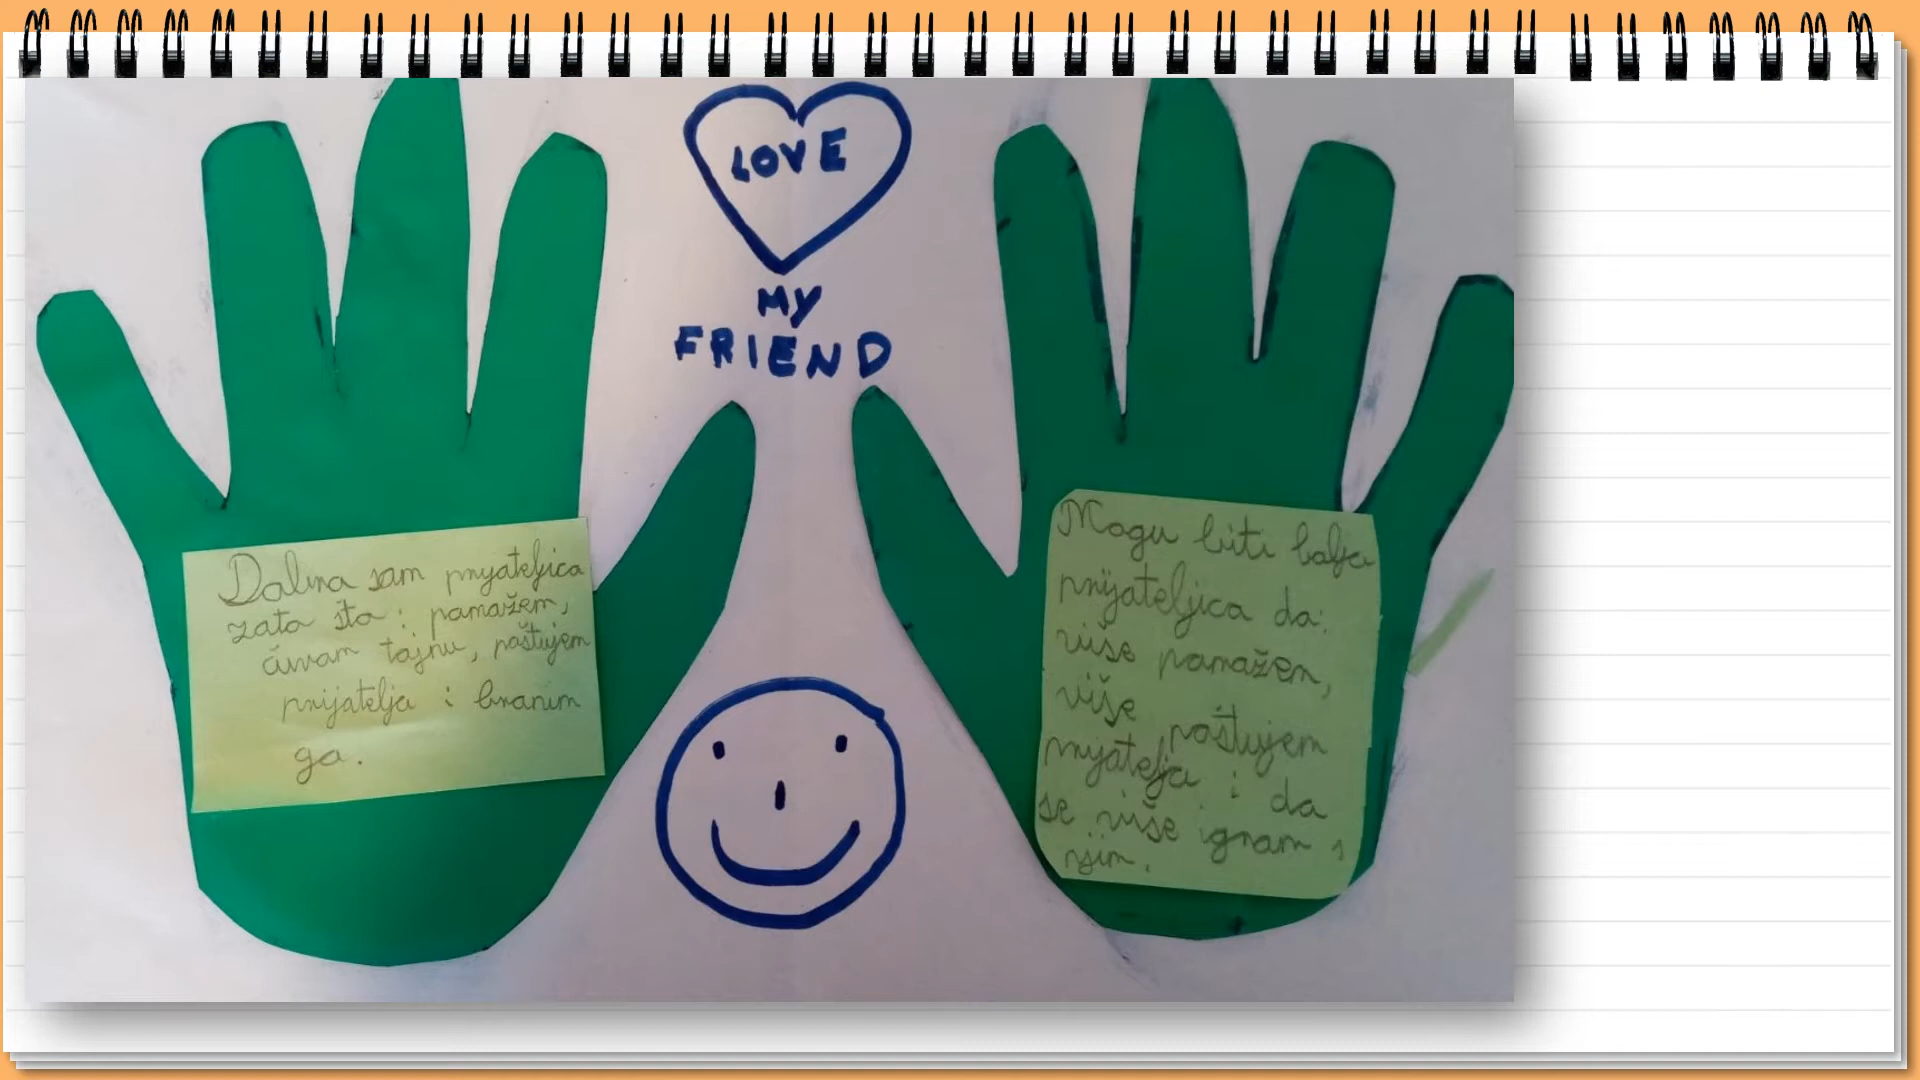 LOVE
MY
FRIEND
Dobra sam prijateljica
zato što : pomažem,
čuvam tajnu, poštujem
prijatelja i branim
ga.
Mogu biti bolja
prijateljica da:
više pomažem,
više poštujem
prijatelja i da
se više igram s
njim.